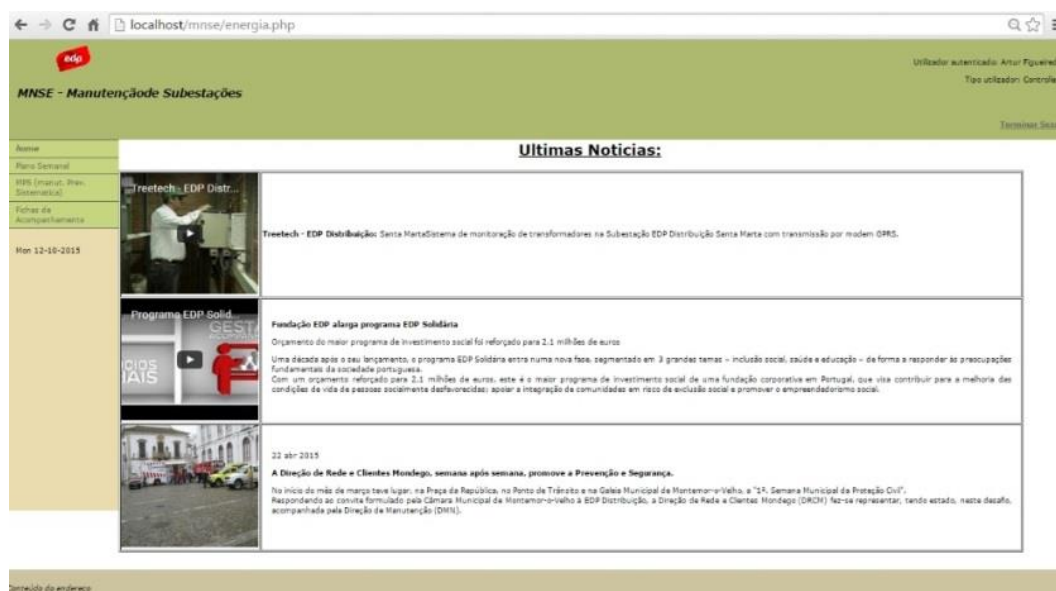 localhost/mnse/energia.php
edp
MNSE - Manutençãode Subestações
Utilizador autenticado: Artur Figueired
Tipo utilizador: Controle
Terminar
home
Plano Semanal
MPS (manut. Prev.
Sistematica)
Fichas de
Acompanhamento
Mon 12-10-2015
Ultimas Noticias:
Treetech - EDP Distr...
Treetech - EDP Distribuição: Santa MartaSistema de monitoração de transformadores na Subestação EDP Distribuição Santa Marta com transmissão por modem GPRS.
Programa EDP Solid...
GEST
Fundação EDP alarga programa EDP Solidária
Orçamento do maior programa de investimento social foi reforçado para 2.1 milhões de euros
Uma década após o seu lançamento, o programa EDP Solidária entra numa nova fase, segmentado em 3 grandes temas – inclusão social, saúde e educação – de forma a responder às preocupações
fundamentais da sociedade portuguesa.
Com um orçamento reforçado para 2.1 milhões de euros, este é o maior programa de investimento social de uma fundação corporativa em Portugal, que visa contribuir para a melhoria das
condições de vida de pessoas socialmente desfavorecidas; apoiar a integração de comunidades em risco de exclusão social e promover o empreendedorismo social.
22 abr 2015
A Direção de Rede e Clientes Mondego, semana após semana, promove a Prevenção e Segurança.
No início do mês de março teve lugar, na Praça da República, no Ponto de Trânsito e na Galeia Municipal de Montemor-o-Velho, a "1ª. Semana Municipal da Proteção Civil".
Respondendo ao convite formulado pela Câmara Municipal de Montemor-o-Velho à EDP Distribuição, a Direção de Rede e Clientes Mondego (DRCM) fez-se representar, tendo estado, neste desafio,
acompanhada pela Direção de Manutenção (DMN).
Conteúdo do endereço